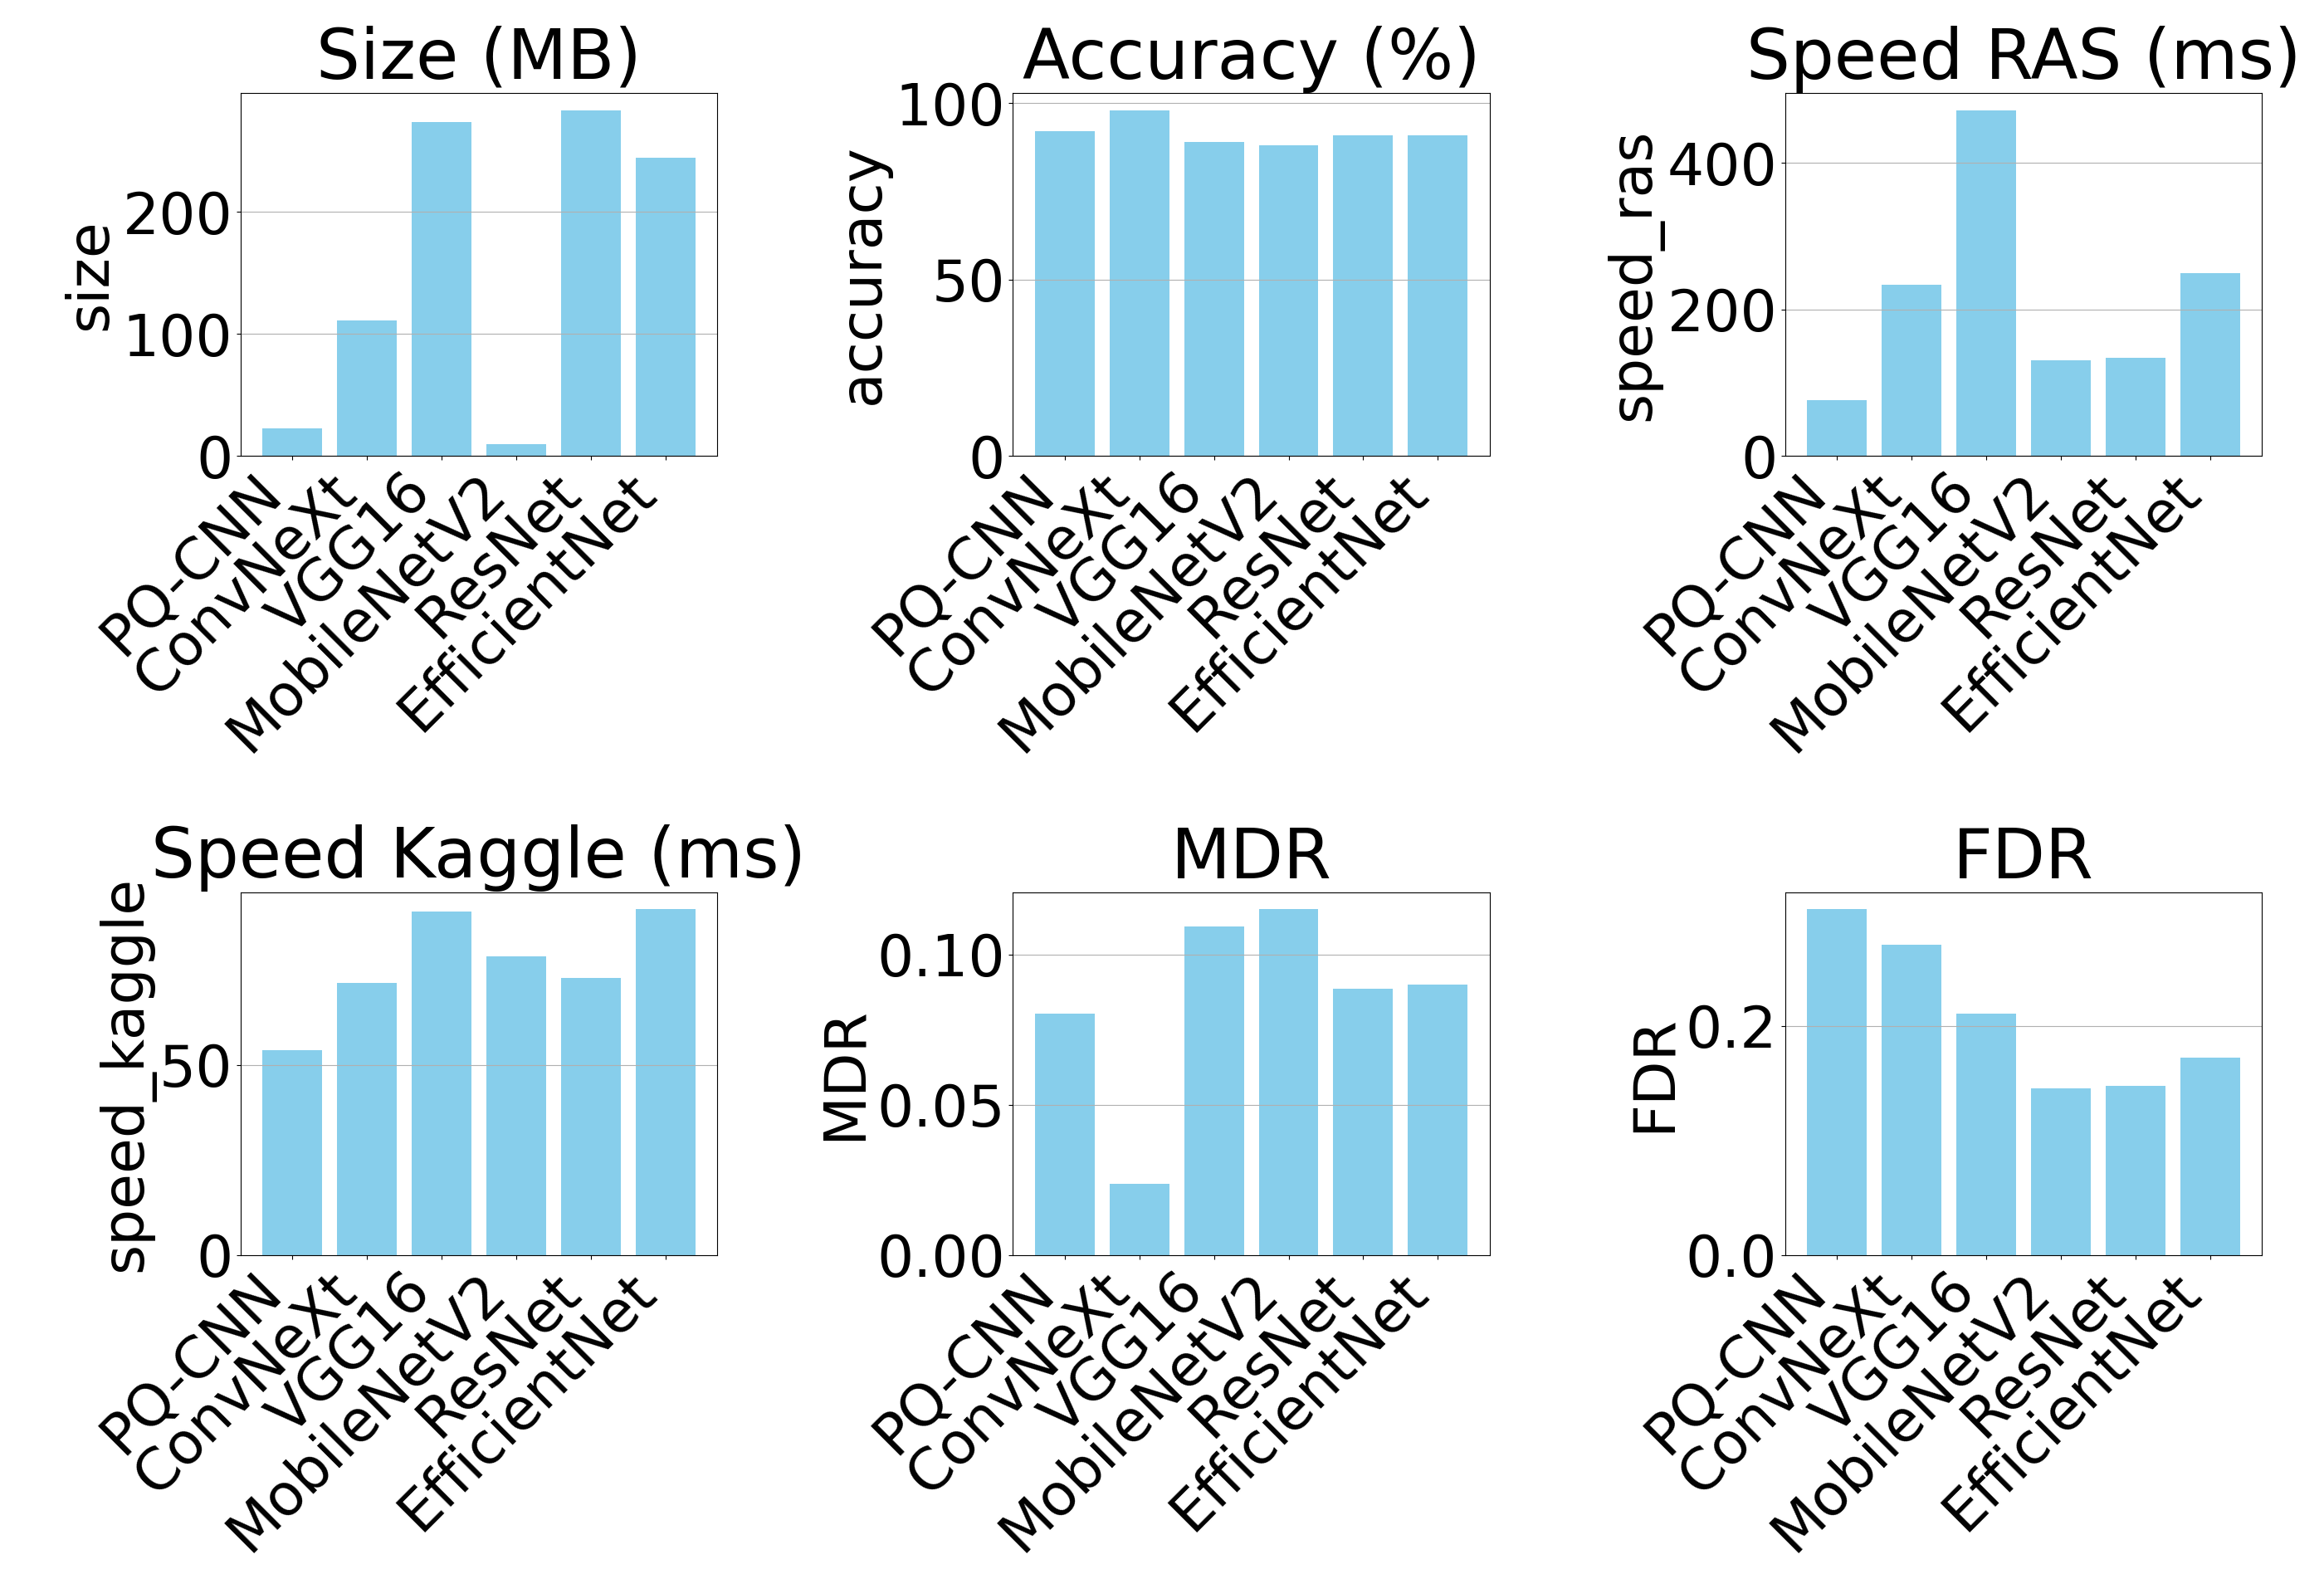 Size (MB)
size
200
100
0
PQ-CNN
ConvNeXt
VGG16
MobileNetV2
ResNet
EfficientNet
Accuracy (%)
accuracy
100
50
0
PQ-CNN
ConvNeXt
VGG16
MobileNetV2
ResNet
EfficientNet
Speed RAS (ms)
speed_ras
400
200
0
PQ-CNN
ConvNeXt
VGG16
MobileNetV2
ResNet
EfficientNet
Speed Kaggle (ms)
speed_kaggle
50
0
PQ-CNN
ConvNeXt
VGG16
MobileNetV2
ResNet
EfficientNet
MDR
MDR
0.10
0.05
0.00
PQ-CNN
ConvNeXt
VGG16
MobileNetV2
ResNet
EfficientNet
FDR
FDR
0.2
0.0
PQ-CNN
ConvNeXt
VGG16
MobileNetV2
ResNet
EfficientNet